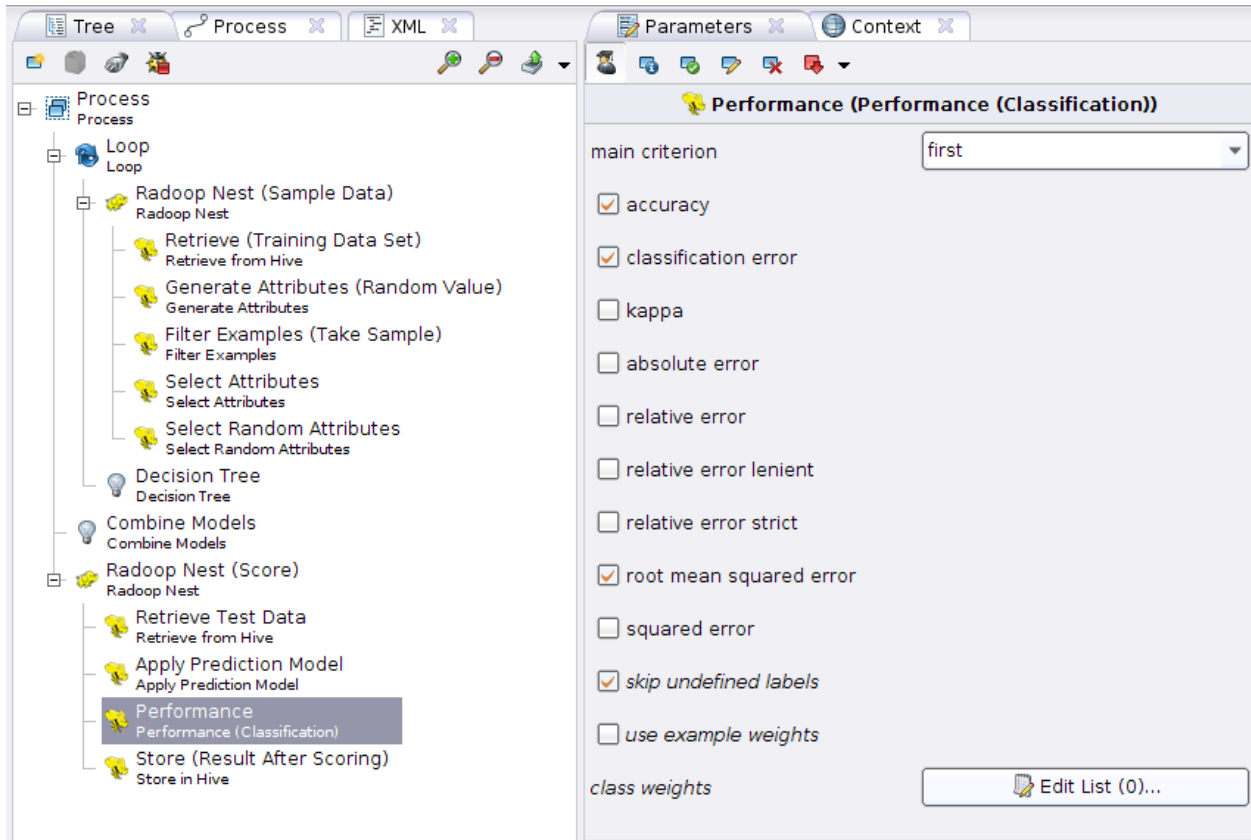 Tree
Process
XML
Process
Process
Loop
Loop
Radoop Nest (Sample Data)
Radoop Nest
Retrieve (Training Data Set)
Retrieve from Hive
Generate Attributes (Random Value)
Generate Attributes
Filter Examples (Take Sample)
Filter Examples
Select Attributes
Select Attributes
Select Random Attributes
Select Random Attributes
Decision Tree
Decision Tree
Combine Models
Combine Models
Radoop Nest (Score)
Radoop Nest
Retrieve Test Data
Retrieve from Hive
Apply Prediction Model
Apply Prediction Model
Performance
Performance (Classification)
Store (Result After Scoring)
Store in Hive
Parameters
Context
Performance (Performance (Classification))
main criterion
first
accuracy
classification error
kappa
absolute error
relative error
relative error lenient
relative error strict
root mean squared error
squared error
skip undefined labels
use example weights
class weights
Edit List (0)...